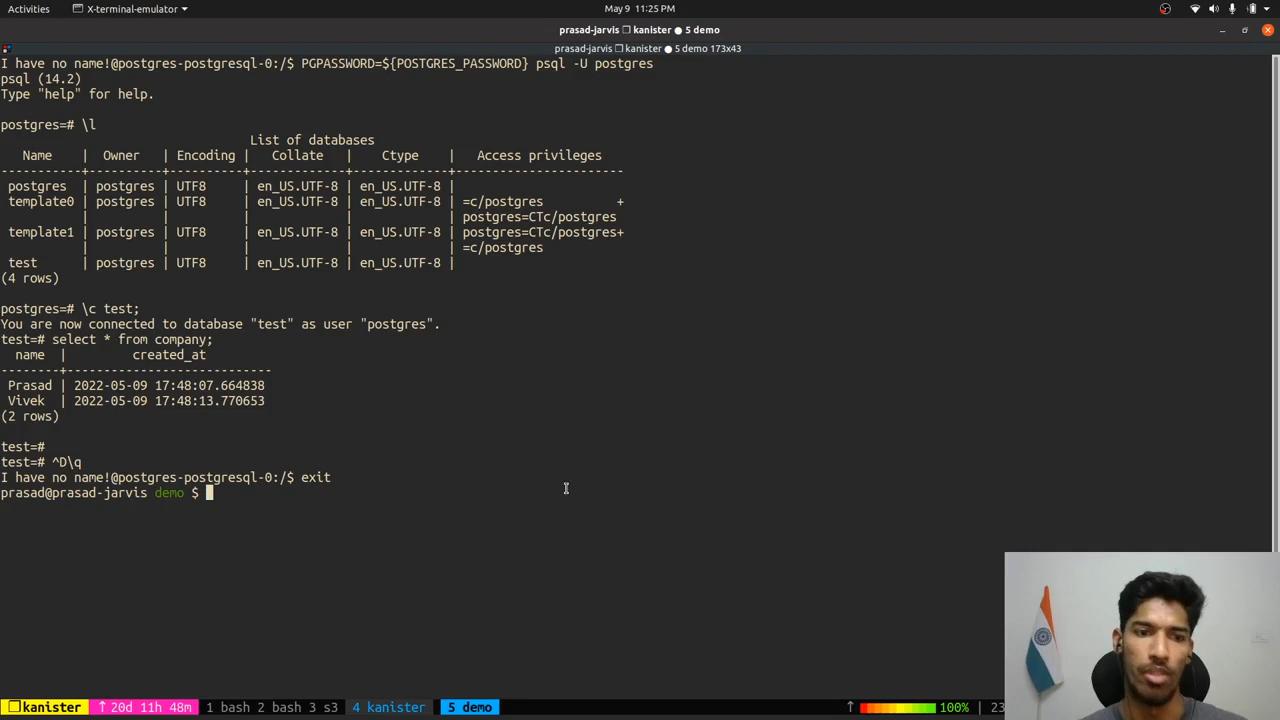 Activities X-terminal-emulator May 9 11:25 PM
prasad-jarvis ❐ kanister ● 5 demo
prasad-jarvis ❐ kanister ● 5 demo 173x43
I have no name!@postgres-postgresql-0:/$ PGPASSWORD=${POSTGRES_PASSWORD} psql -U postgres
psql (14.2)
Type "help" for help.
postgres=# \l
List of databases
Name | Owner | Encoding | Collate | Ctype | Access privileges
-----------+----------+----------+-------------+-------------+-----------------------
postgres | postgres | UTF8 | en_US.UTF-8 | en_US.UTF-8 |
template0 | postgres | UTF8 | en_US.UTF-8 | en_US.UTF-8 | =c/postgres +
| | | | | postgres=CTc/postgres
template1 | postgres | UTF8 | en_US.UTF-8 | en_US.UTF-8 | postgres=CTc/postgres+
| | | | | =c/postgres
test | postgres | UTF8 | en_US.UTF-8 | en_US.UTF-8 |
(4 rows)
postgres=# \c test;
You are now connected to database "test" as user "postgres".
test=# select * from company;
name | created_at
--------+----------------------------
Prasad | 2022-05-09 17:48:07.664838
Vivek | 2022-05-09 17:48:13.770653
(2 rows)
test=#
test=# ^D\q
I have no name!@postgres-postgresql-0:/$ exit
prasad@prasad-jarvis demo $
❐ kanister ↑ 20d 11h 48m 1 bash 2 bash 3 s3 4 kanister 5 demo ↑ 100% | 23